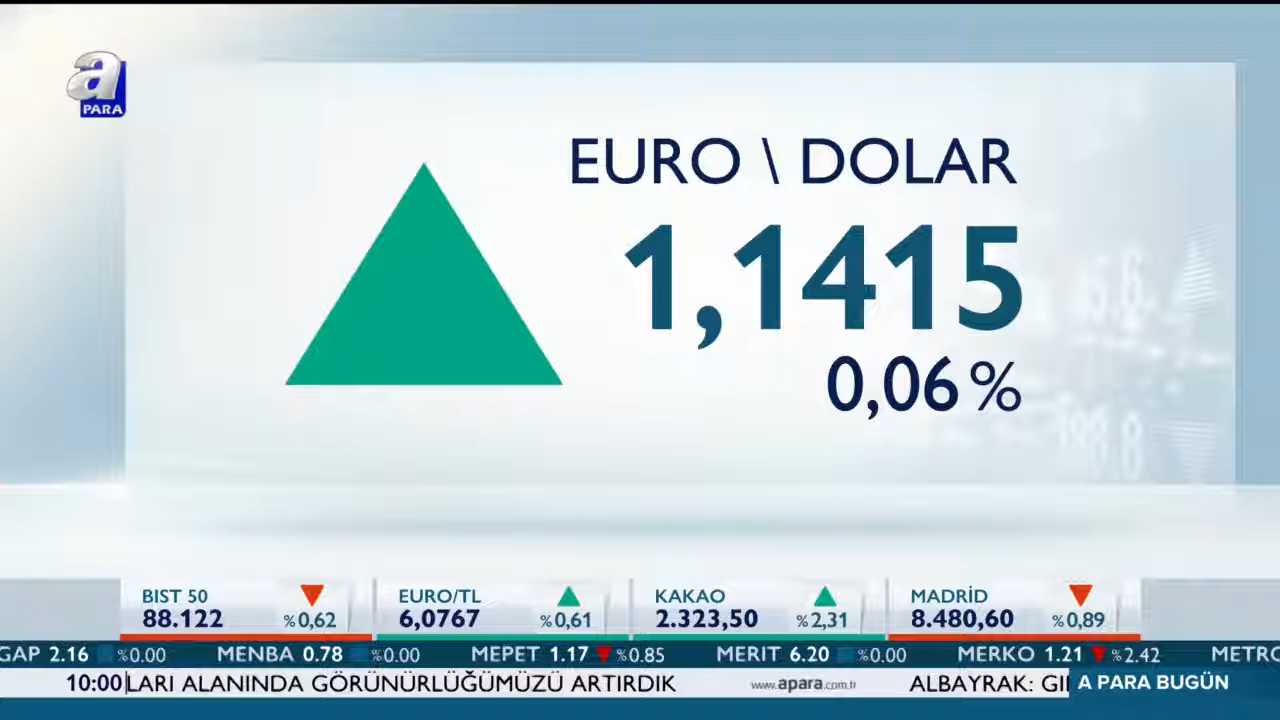 a
PARA
EURO \ DOLAR
1,1415
0,06 %
BIST 50
88.122 %0,62
EURO/TL
6,0767 %0,61
KAKAO
2.323,50 %2,31
MADRİD
8.480,60 %0,89
GAP 2.16 %0.00 MENBA 0.78 %0.00 MEPET 1.17 %0.85 MERIT 6.20 %0.00 MERKO 1.21 %2.42 METRO
10:00 LARI ALANINDA GÖRÜNÜRLÜĞÜMÜZÜ ARTIRDIK www.apara.com.tr ALBAYRAK: A PARA BUGÜN